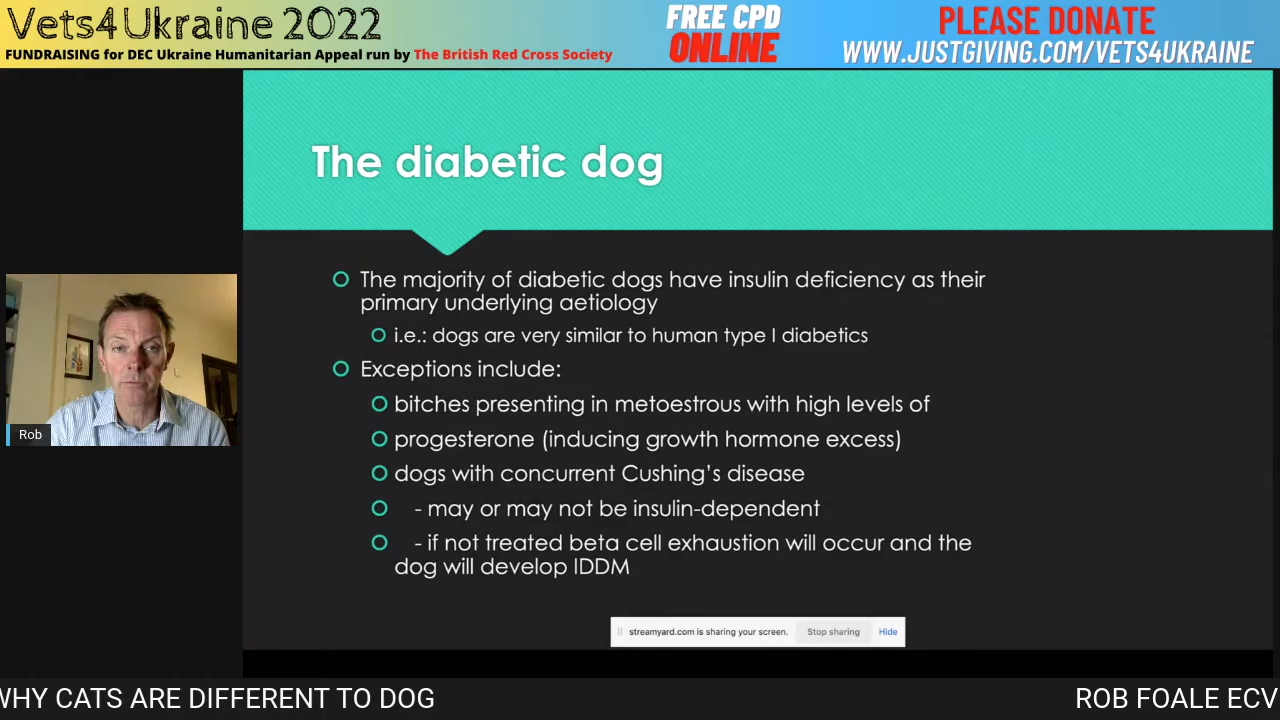 Vets4Ukraine 2022
FUNDRAISING for DEC Ukraine Humanitarian Appeal run by The British Red Cross Society
FREE CPD
ONLINE
PLEASE DONATE
WWW.JUSTGIVING.COM/VETS4UKRAINE
The diabetic dog
The majority of diabetic dogs have insulin deficiency as their
primary underlying aetiology
i.e.: dogs are very similar to human type I diabetics
Exceptions include:
bitches presenting in metoestrous with high levels of
progesterone (inducing growth hormone excess)
dogs with concurrent Cushing's disease
- may or may not be insulin-dependent
- if not treated beta cell exhaustion will occur and the
dog will develop IDDM
Rob
streamyard.com is sharing your screen. Stop sharing Hide
WHY CATS ARE DIFFERENT TO DOG
ROB FOALE ECV